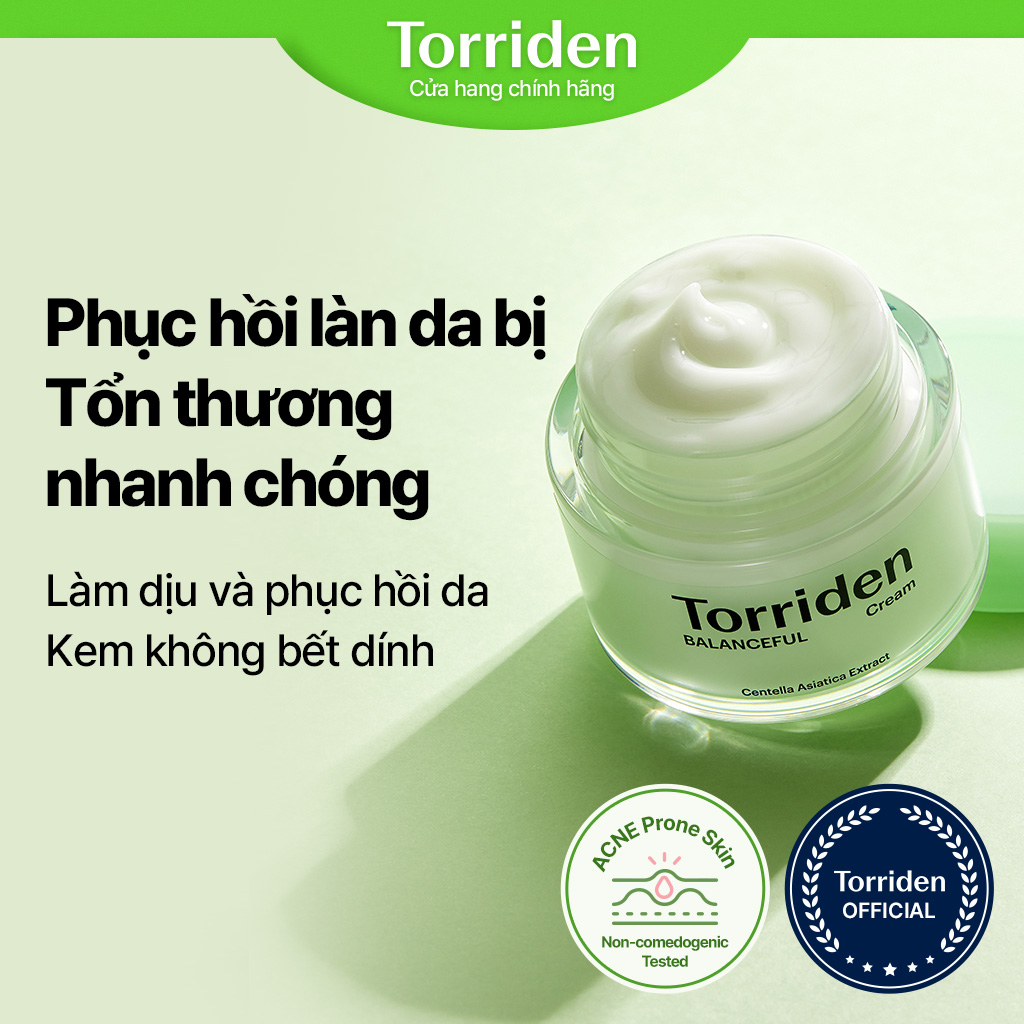 Torriden
Cửa hang chính hãng
Phục hồi làn da bị
Tổn thương
nhanh chóng
Làm dịu và phục hồi da
Kem không bết dính
Torriden
BALANCEFUL
Cream
Centella Asiatica Extract
ACNE Prone Skin
Non-comedogenic
Tested
Torriden
OFFICIAL